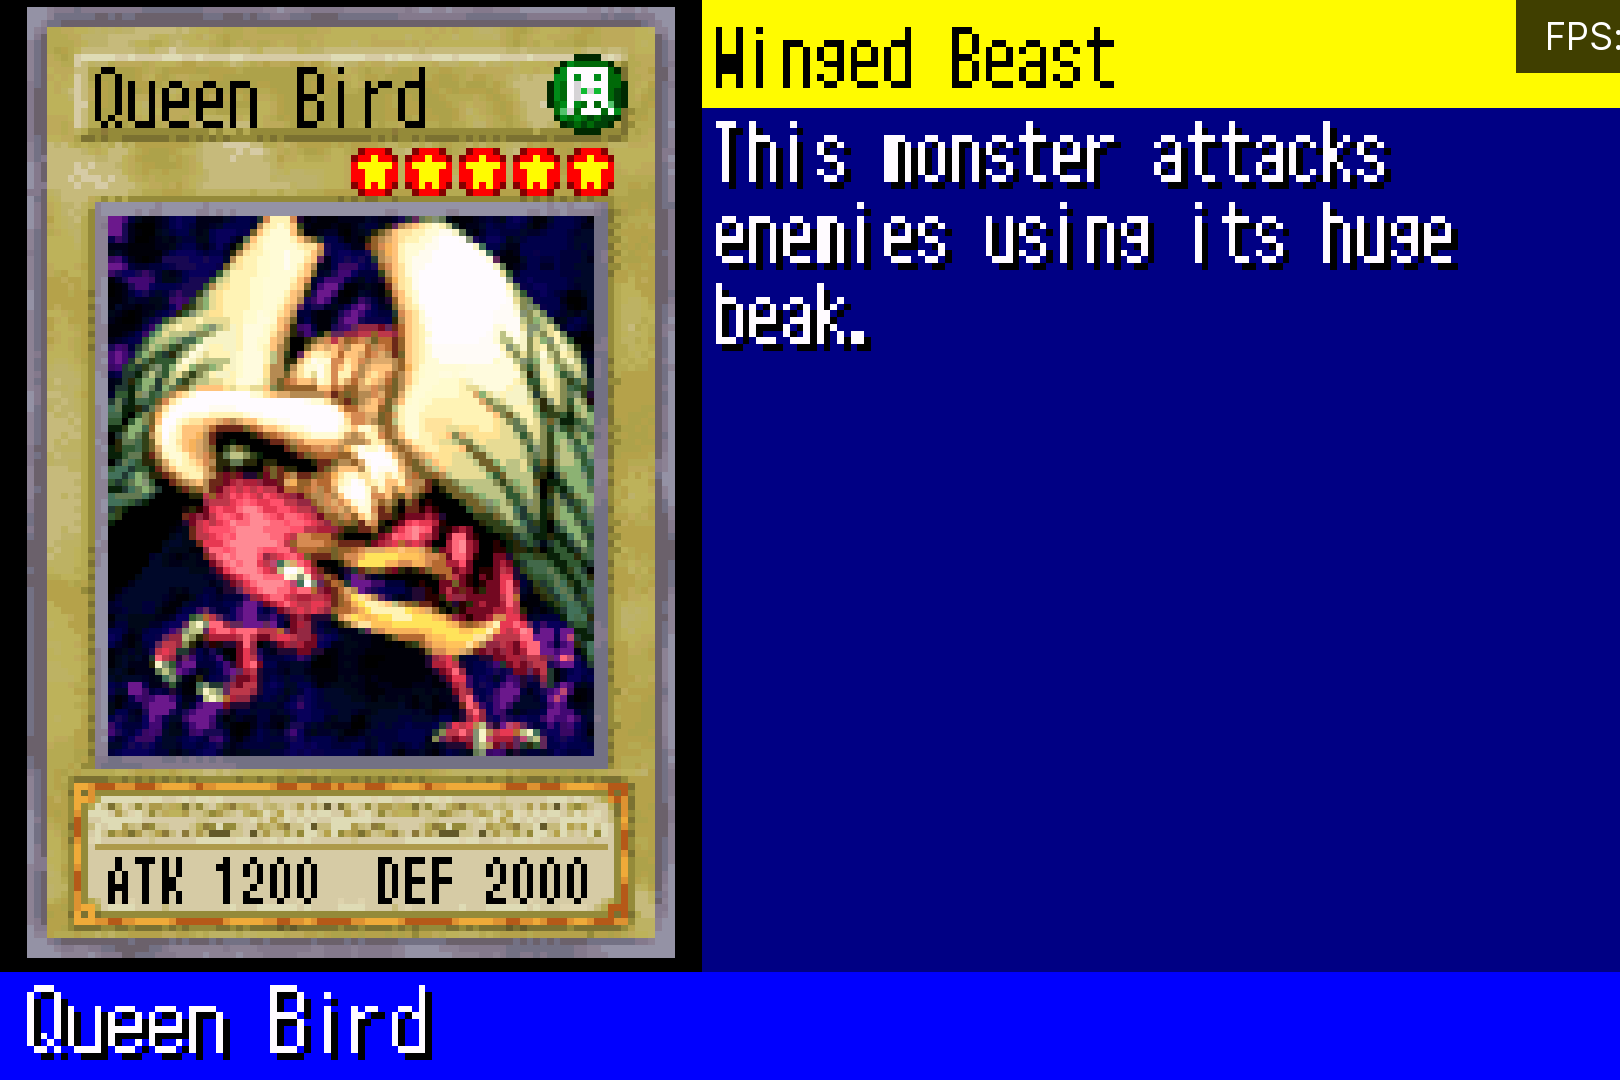 Queen Bird 風
ATK 1200 DEF 2000
Winged Beast
FPS:
This monster attacks
enemies using its huge
beak.
Queen Bird